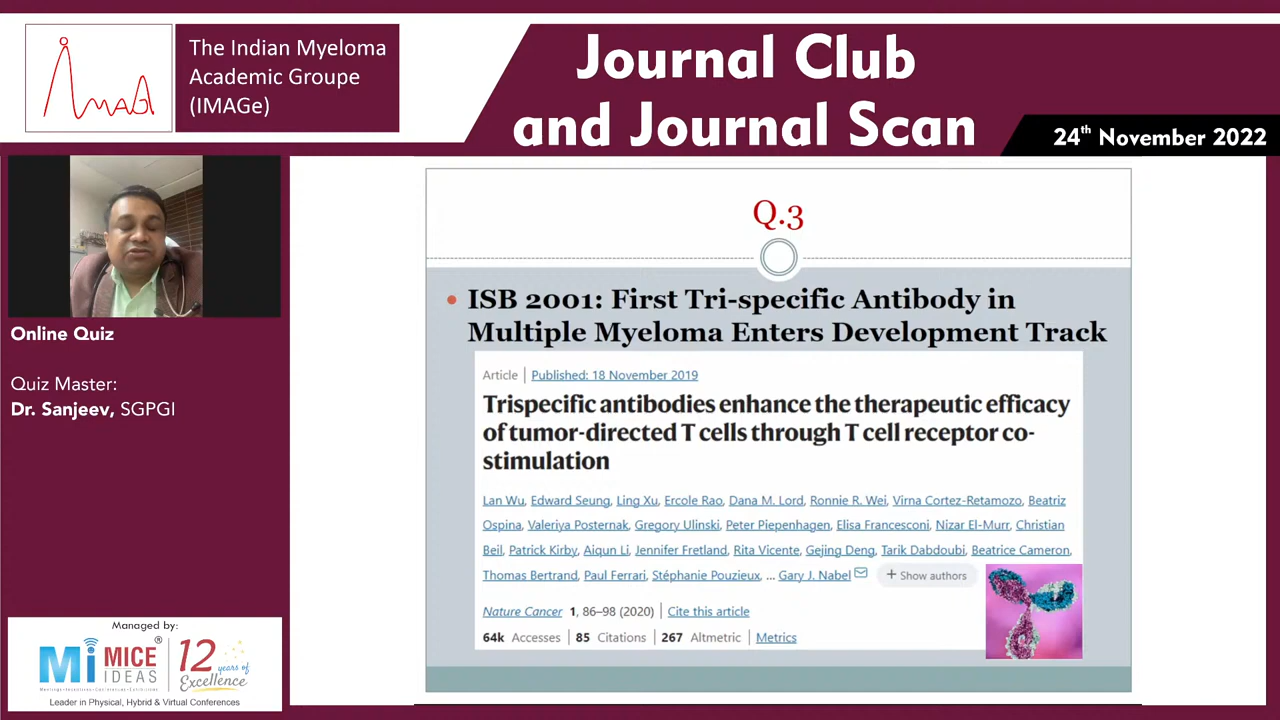 The Indian Myeloma
Academic Groupe
(IMAGe)
Journal Club
and Journal Scan
24th November 2022
Online Quiz
Quiz Master:
Dr. Sanjeev, SGPGI
Managed by:
Mi MICE IDEAS®
12 years of Excellence
Leader in Physical, Hybrid & Virtual Conferences
Q.3
• ISB 2001: First Tri-specific Antibody in
Multiple Myeloma Enters Development Track
Article | Published: 18 November 2019
Trispecific antibodies enhance the therapeutic efficacy
of tumor-directed T cells through T cell receptor co-
stimulation
Lan Wu, Edward Seung, Ling Xu, Ercole Rao, Dana M. Lord, Ronnie R. Wei, Virna Cortez-Retamozo, Beatriz
Ospina, Valeriya Posternak, Gregory Ulinski, Peter Piepenhagen, Elisa Francesconi, Nizar El-Murr, Christian
Beil, Patrick Kirby, Aiqun Li, Jennifer Fretland, Rita Vicente, Gejing Deng, Tarik Dabdoubi, Beatrice Cameron,
Thomas Bertrand, Paul Ferrari, Stéphanie Pouzieux, ... Gary J. Nabel + Show authors
Nature Cancer 1, 86–98 (2020) | Cite this article
64k Accesses | 85 Citations | 267 Altmetric | Metrics